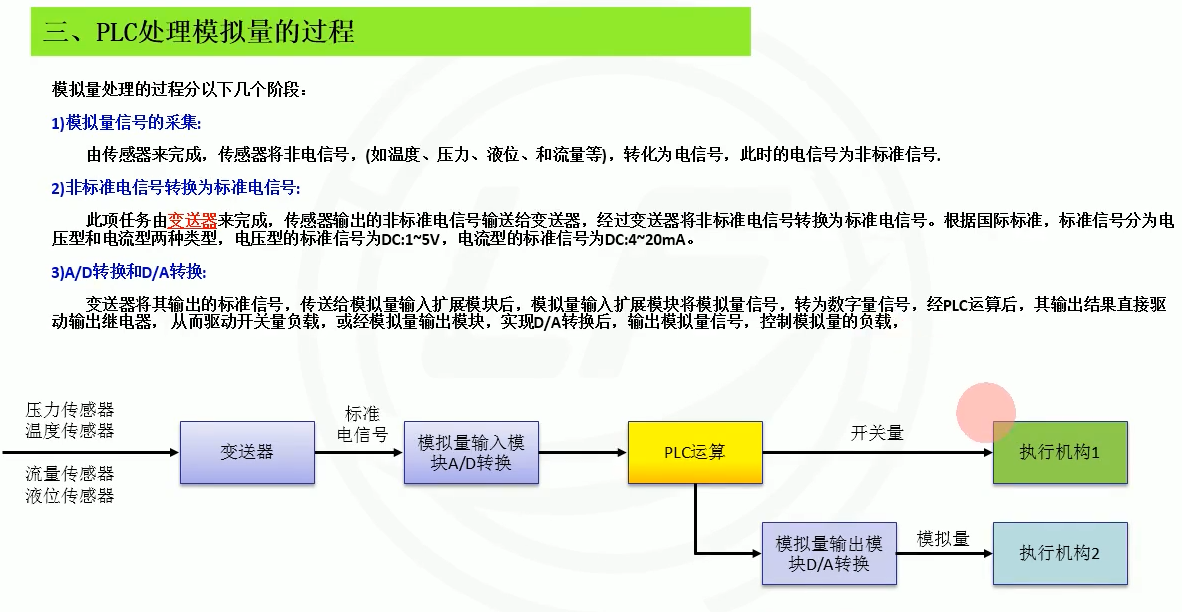 三、PLC处理模拟量的过程
模拟量处理的过程分以下几个阶段：
1)模拟量信号的采集:
由传感器来完成，传感器将非电信号，(如温度、压力、液位、和流量等)，转化为电信号，此时的电信号为非标准信号.
2)非标准电信号转换为标准电信号:
此项任务由变送器来完成，传感器输出的非标准电信号输送给变送器，经过变送器将非标准电信号转换为标准电信号。根据国际标准，标准信号分为电
压型和电流型两种类型，电压型的标准信号为DC:1~5V，电流型的标准信号为DC:4~20mA。
3)A/D转换和D/A转换:
变送器将其输出的标准信号，传送给模拟量输入扩展模块后，模拟量输入扩展模块将模拟量信号，转为数字量信号，经PLC运算后，其输出结果直接驱
动输出继电器， 从而驱动开关量负载，或经模拟量输出模块，实现D/A转换后，输出模拟量信号，控制模拟量的负载，
压力传感器
温度传感器
流量传感器
液位传感器
变送器
标准
电信号
模拟量输入模
块A/D转换
PLC运算
开关量
执行机构1
模拟量输出模
块D/A转换
模拟量
执行机构2